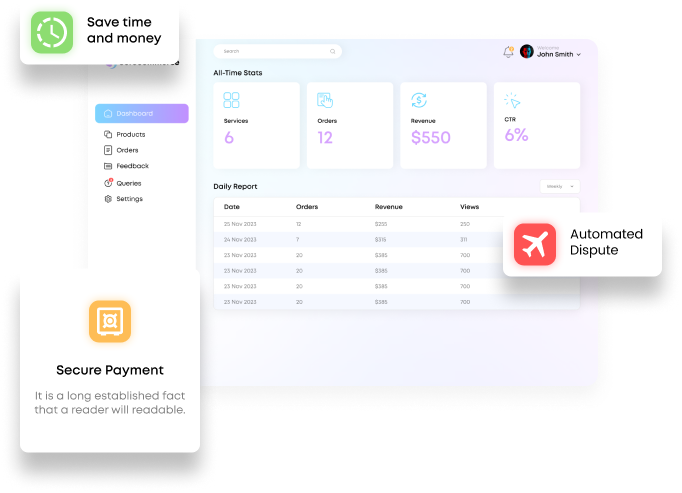 Save time
and money
Search
Welcome
John Smith
All-Time Stats
Dashboard
Products
Orders
Feedback
Queries
Settings
Services
6
Orders
12
Revenue
$550
CTR
6%
Daily Report
Weekly
Date Orders Revenue Views
25 Nov 2023 12 $255 250
24 Nov 2023 7 $315 311
23 Nov 2023 20 $385 700
23 Nov 2023 20 $385 700
23 Nov 2023 20 $385 700
23 Nov 2023 20 $385 700
Automated
Dispute
Secure Payment
It is a long established fact
that a reader will readable.